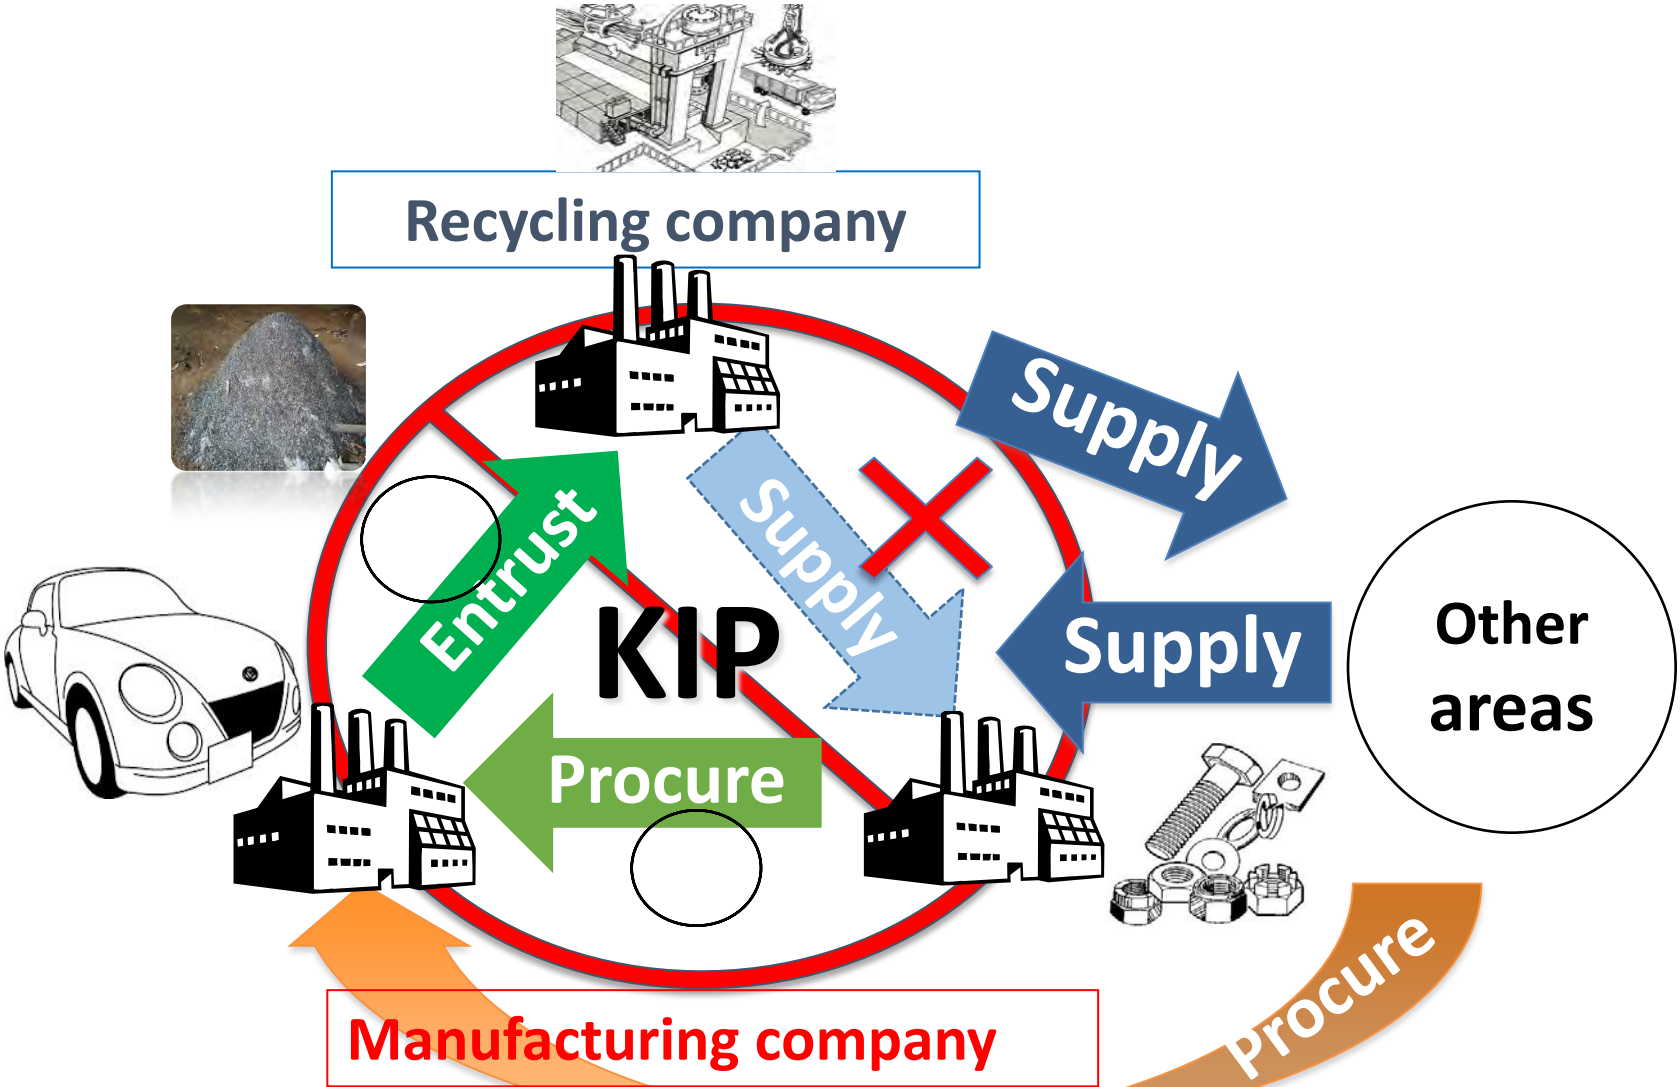 Recycling company
Supply
Supply
Entrust
KIP
Supply
Other
areas
Procure
Procure
Manufacturing company